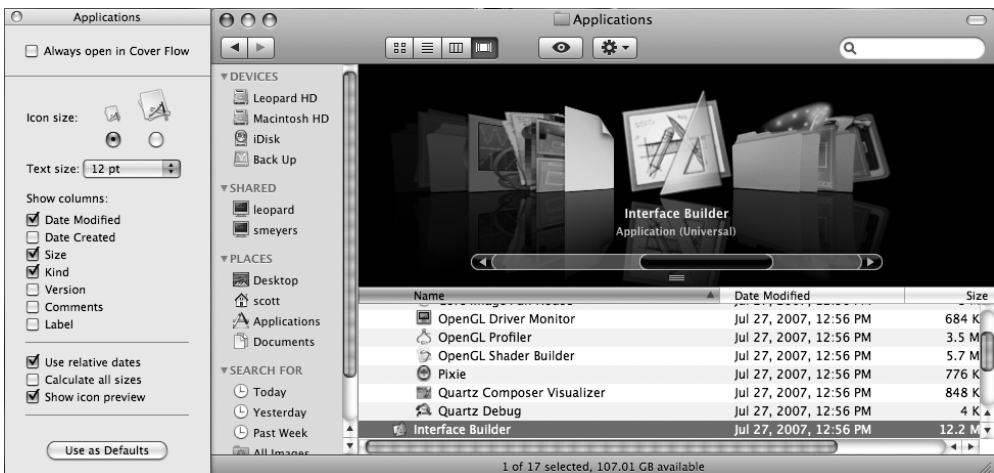 Applications
Always open in Cover Flow
Icon size:
Text size: 12 pt
Show columns:
Date Modified
Date Created
Size
Kind
Version
Comments
Label
Use relative dates
Calculate all sizes
Show icon preview
Use as Defaults
Applications
DEVICES
Leopard HD
Macintosh HD
iDisk
Back Up
SHARED
leopard
smeyers
PLACES
Desktop
scott
Applications
Documents
SEARCH FOR
Today
Yesterday
Past Week
All Images
Interface Builder
Application (Universal)
Name Date Modified Size
OpenGL Driver Monitor Jul 27, 2007, 12:56 PM 684 K
OpenGL Profiler Jul 27, 2007, 12:56 PM 3.5 M
OpenGL Shader Builder Jul 27, 2007, 12:56 PM 5.7 M
Pixie Jul 27, 2007, 12:56 PM 776 K
Quartz Composer Visualizer Jul 27, 2007, 12:56 PM 848 K
Quartz Debug Jul 27, 2007, 12:56 PM 4 K
Interface Builder Jul 27, 2007, 12:56 PM 12.2 M
1 of 17 selected, 107.01 GB available